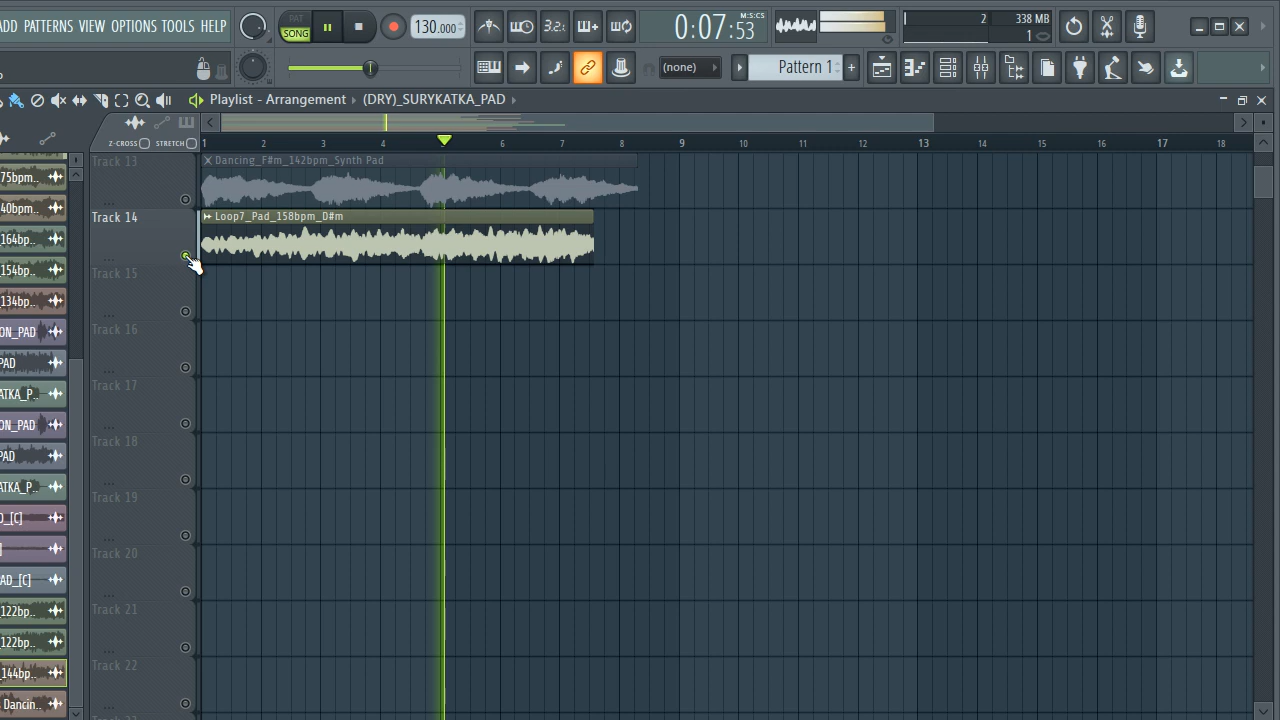 ADD PATTERNS VIEW OPTIONS TOOLS HELP
PAT
SONG
130.000
3.2.
0:07:53
M:S:CS
2
338 MB
1
(none)
Pattern 1
Playlist - Arrangement
(DRY)_SURYKATKA_PAD
Z-CROSS
STRETCH
1 2 3 4 6 7 8 9 10 11 12 13 14 15 16 17 18
Track 13
Dancing_F#m_142bpm_Synth Pad
Track 14
Loop7_Pad_158bpm_D#m
Track 15
Track 16
Track 17
Track 18
Track 19
Track 20
Track 21
Track 22
75bpm..
40bpm..
164bp..
154bp..
134bp..
ON_PAD
PAD
ATKA_P..
ON_PAD
PAD
ATKA_P..
D_[C]
]
AD_[C]
122bp..
122bp..
144bp..
Dancin..